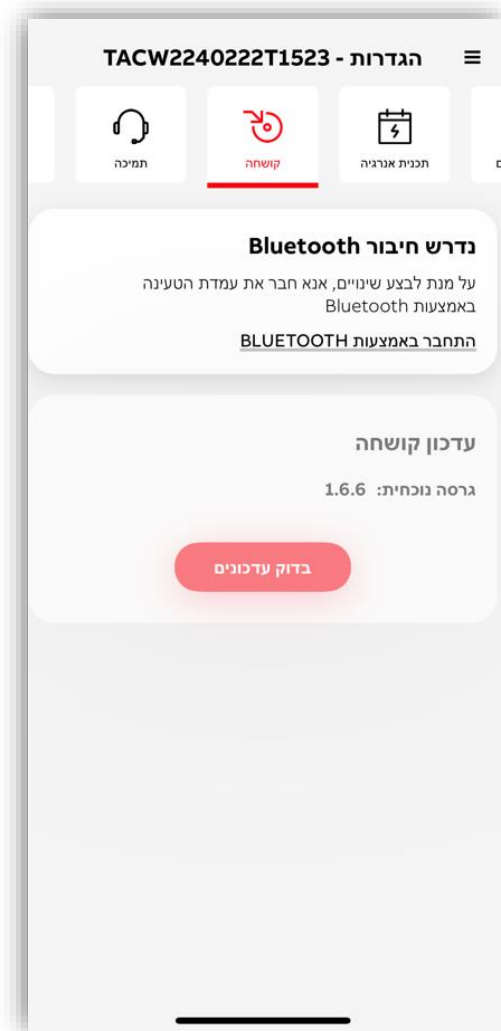 הגדרות - TACW2240222T1523
תכנית אנרגיה
קושחה
תמיכה
נדרש חיבור Bluetooth
על מנת לבצע שינויים, אנא חבר את עמדת הטעינה
באמצעות Bluetooth
התחבר באמצעות BLUETOOTH
עדכון קושחה
גרסה נוכחית: 1.6.6
בדוק עדכונים